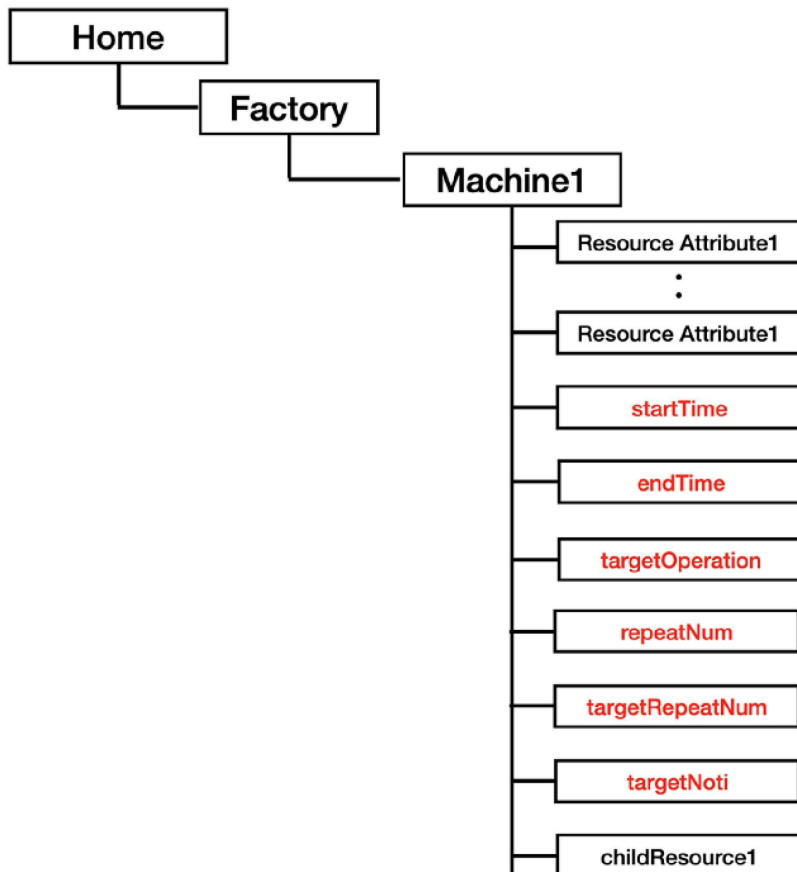 Home
Factory
Machine1
Resource Attribute1
Resource Attribute1
startTime
endTime
targetOperation
repeatNum
targetRepeatNum
targetNoti
childResource1